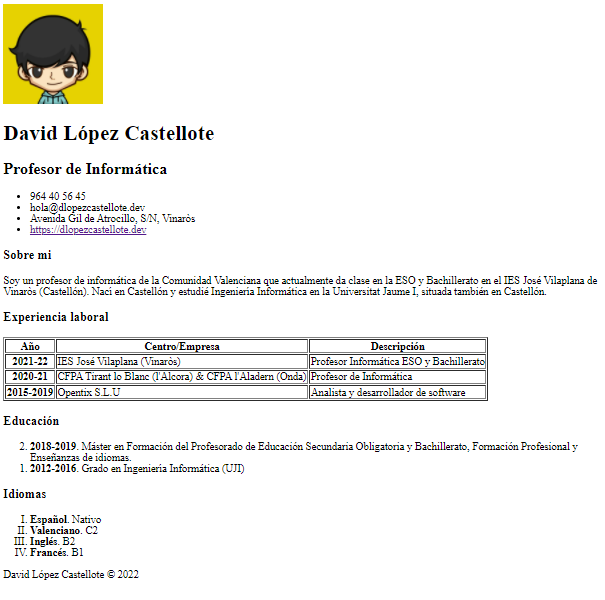 David López Castellote
Profesor de Informática
• 964 40 56 45
• hola@dlopezcastellote.dev
• Avenida Gil de Atrocillo, S/N, Vinaròs
• https://dlopezcastellote.dev
Sobre mi
Soy un profesor de informática de la Comunidad Valenciana que actualmente da clase en la ESO y Bachillerato en el IES José Vilaplana de
Vinaròs (Castellón). Nací en Castellón y estudié Ingeniería Informática en la Universitat Jaume I, situada también en Castellón.
Experiencia laboral
Año Centro/Empresa Descripción
2021-22 IES José Vilaplana (Vinaròs) Profesor Informática ESO y Bachillerato
2020-21 CFPA Tirant lo Blanc (l'Alcora) & CFPA l'Aladern (Onda) Profesor de Informática
2015-2019 Opentix S.L.U Analista y desarrollador de software
Educación
2. 2018-2019. Máster en Formación del Profesorado de Educación Secundaria Obligatoria y Bachillerato, Formación Profesional y
Enseñanzas de idiomas.
1. 2012-2016. Grado en Ingeniería Informática (UJI)
Idiomas
I. Español. Nativo
II. Valenciano. C2
III. Inglés. B2
IV. Francés. B1
David López Castellote © 2022